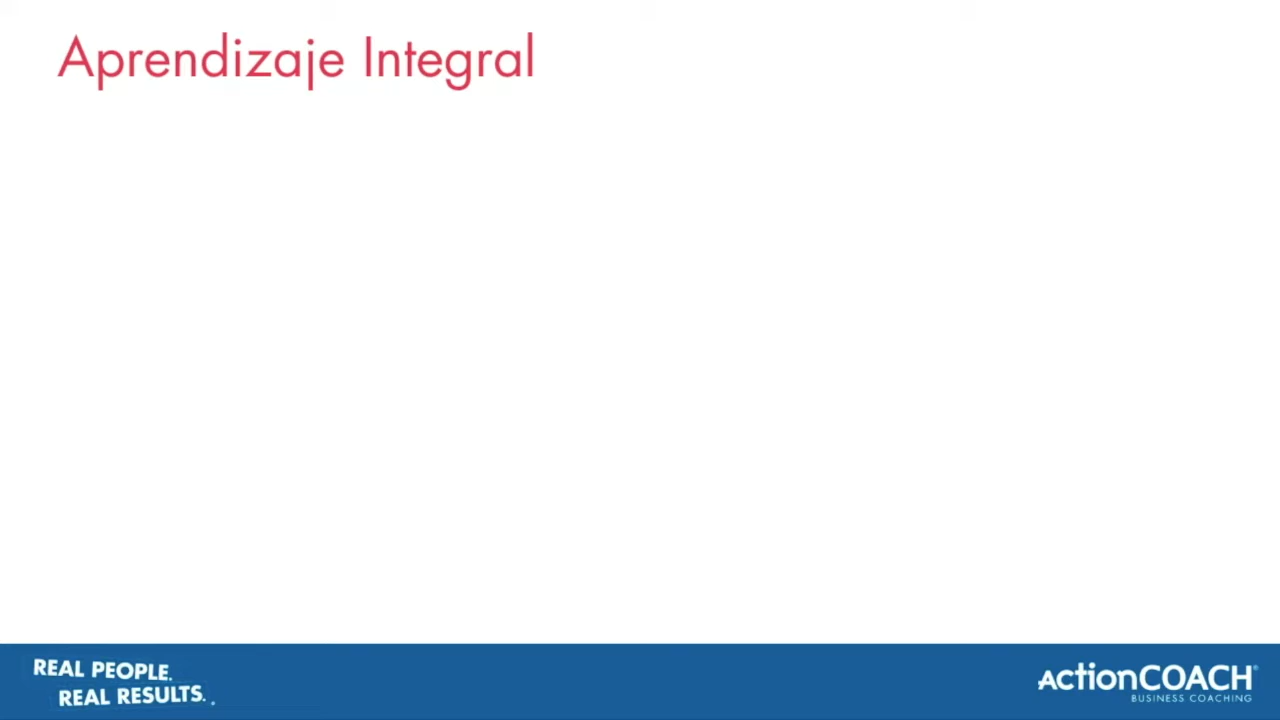 Aprendizaje Integral
REAL PEOPLE.
REAL RESULTS.
ActionCOACH®
BUSINESS COACHING